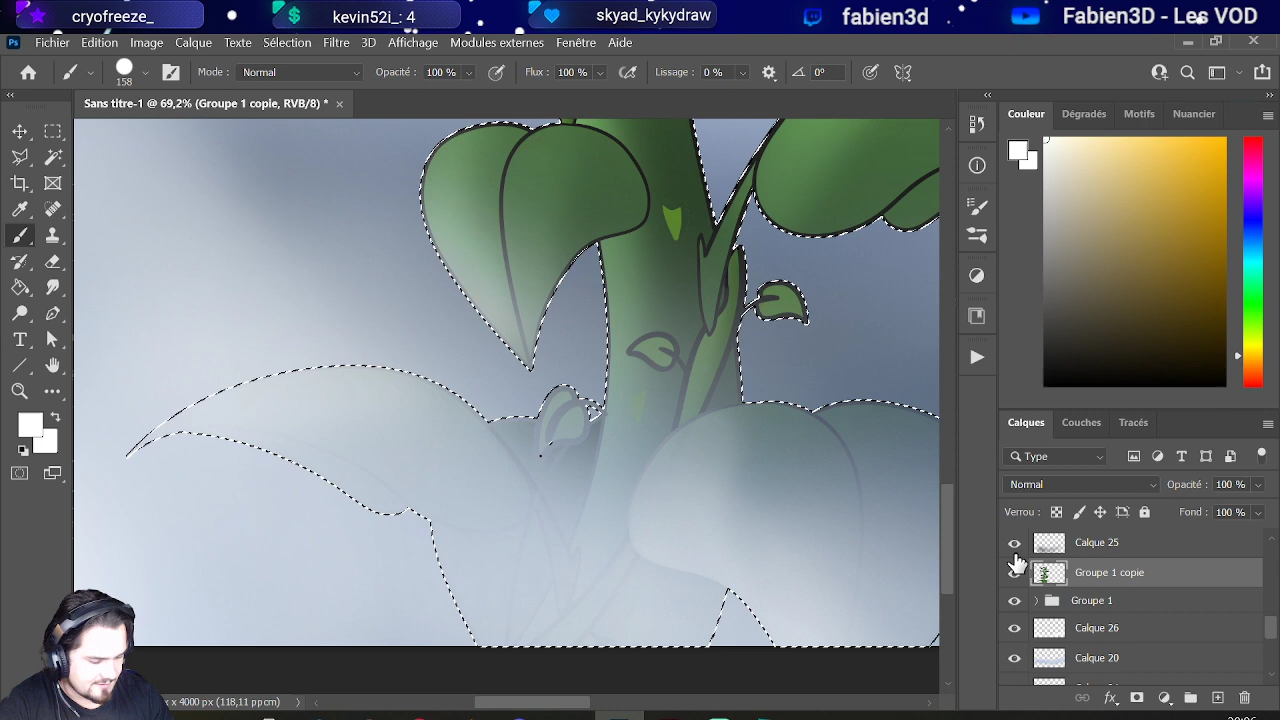 cryofreeze_
kevin52i_: 4
skyad_kykydraw
fabien3d
Fabien3D - Les VOD
Ps Fichier Edition Image Calque Texte Sélection Filtre 3D Affichage Modules externes Fenêtre Aide
158
Mode : Normal
Opacité : 100 %
Flux : 100 %
Lissage : 0 %
0°
Sans titre-1 @ 69,2% (Groupe 1 copie, RVB/8) *
Couleur Dégradés Motifs Nuancier
Calques Couches Tracés
Type
Normal
Opacité : 100 %
Verrou :
Fond : 100 %
Calque 25
Groupe 1 copie
Groupe 1
Calque 26
Calque 20
x 4000 px (118,11 ppcm)
fx